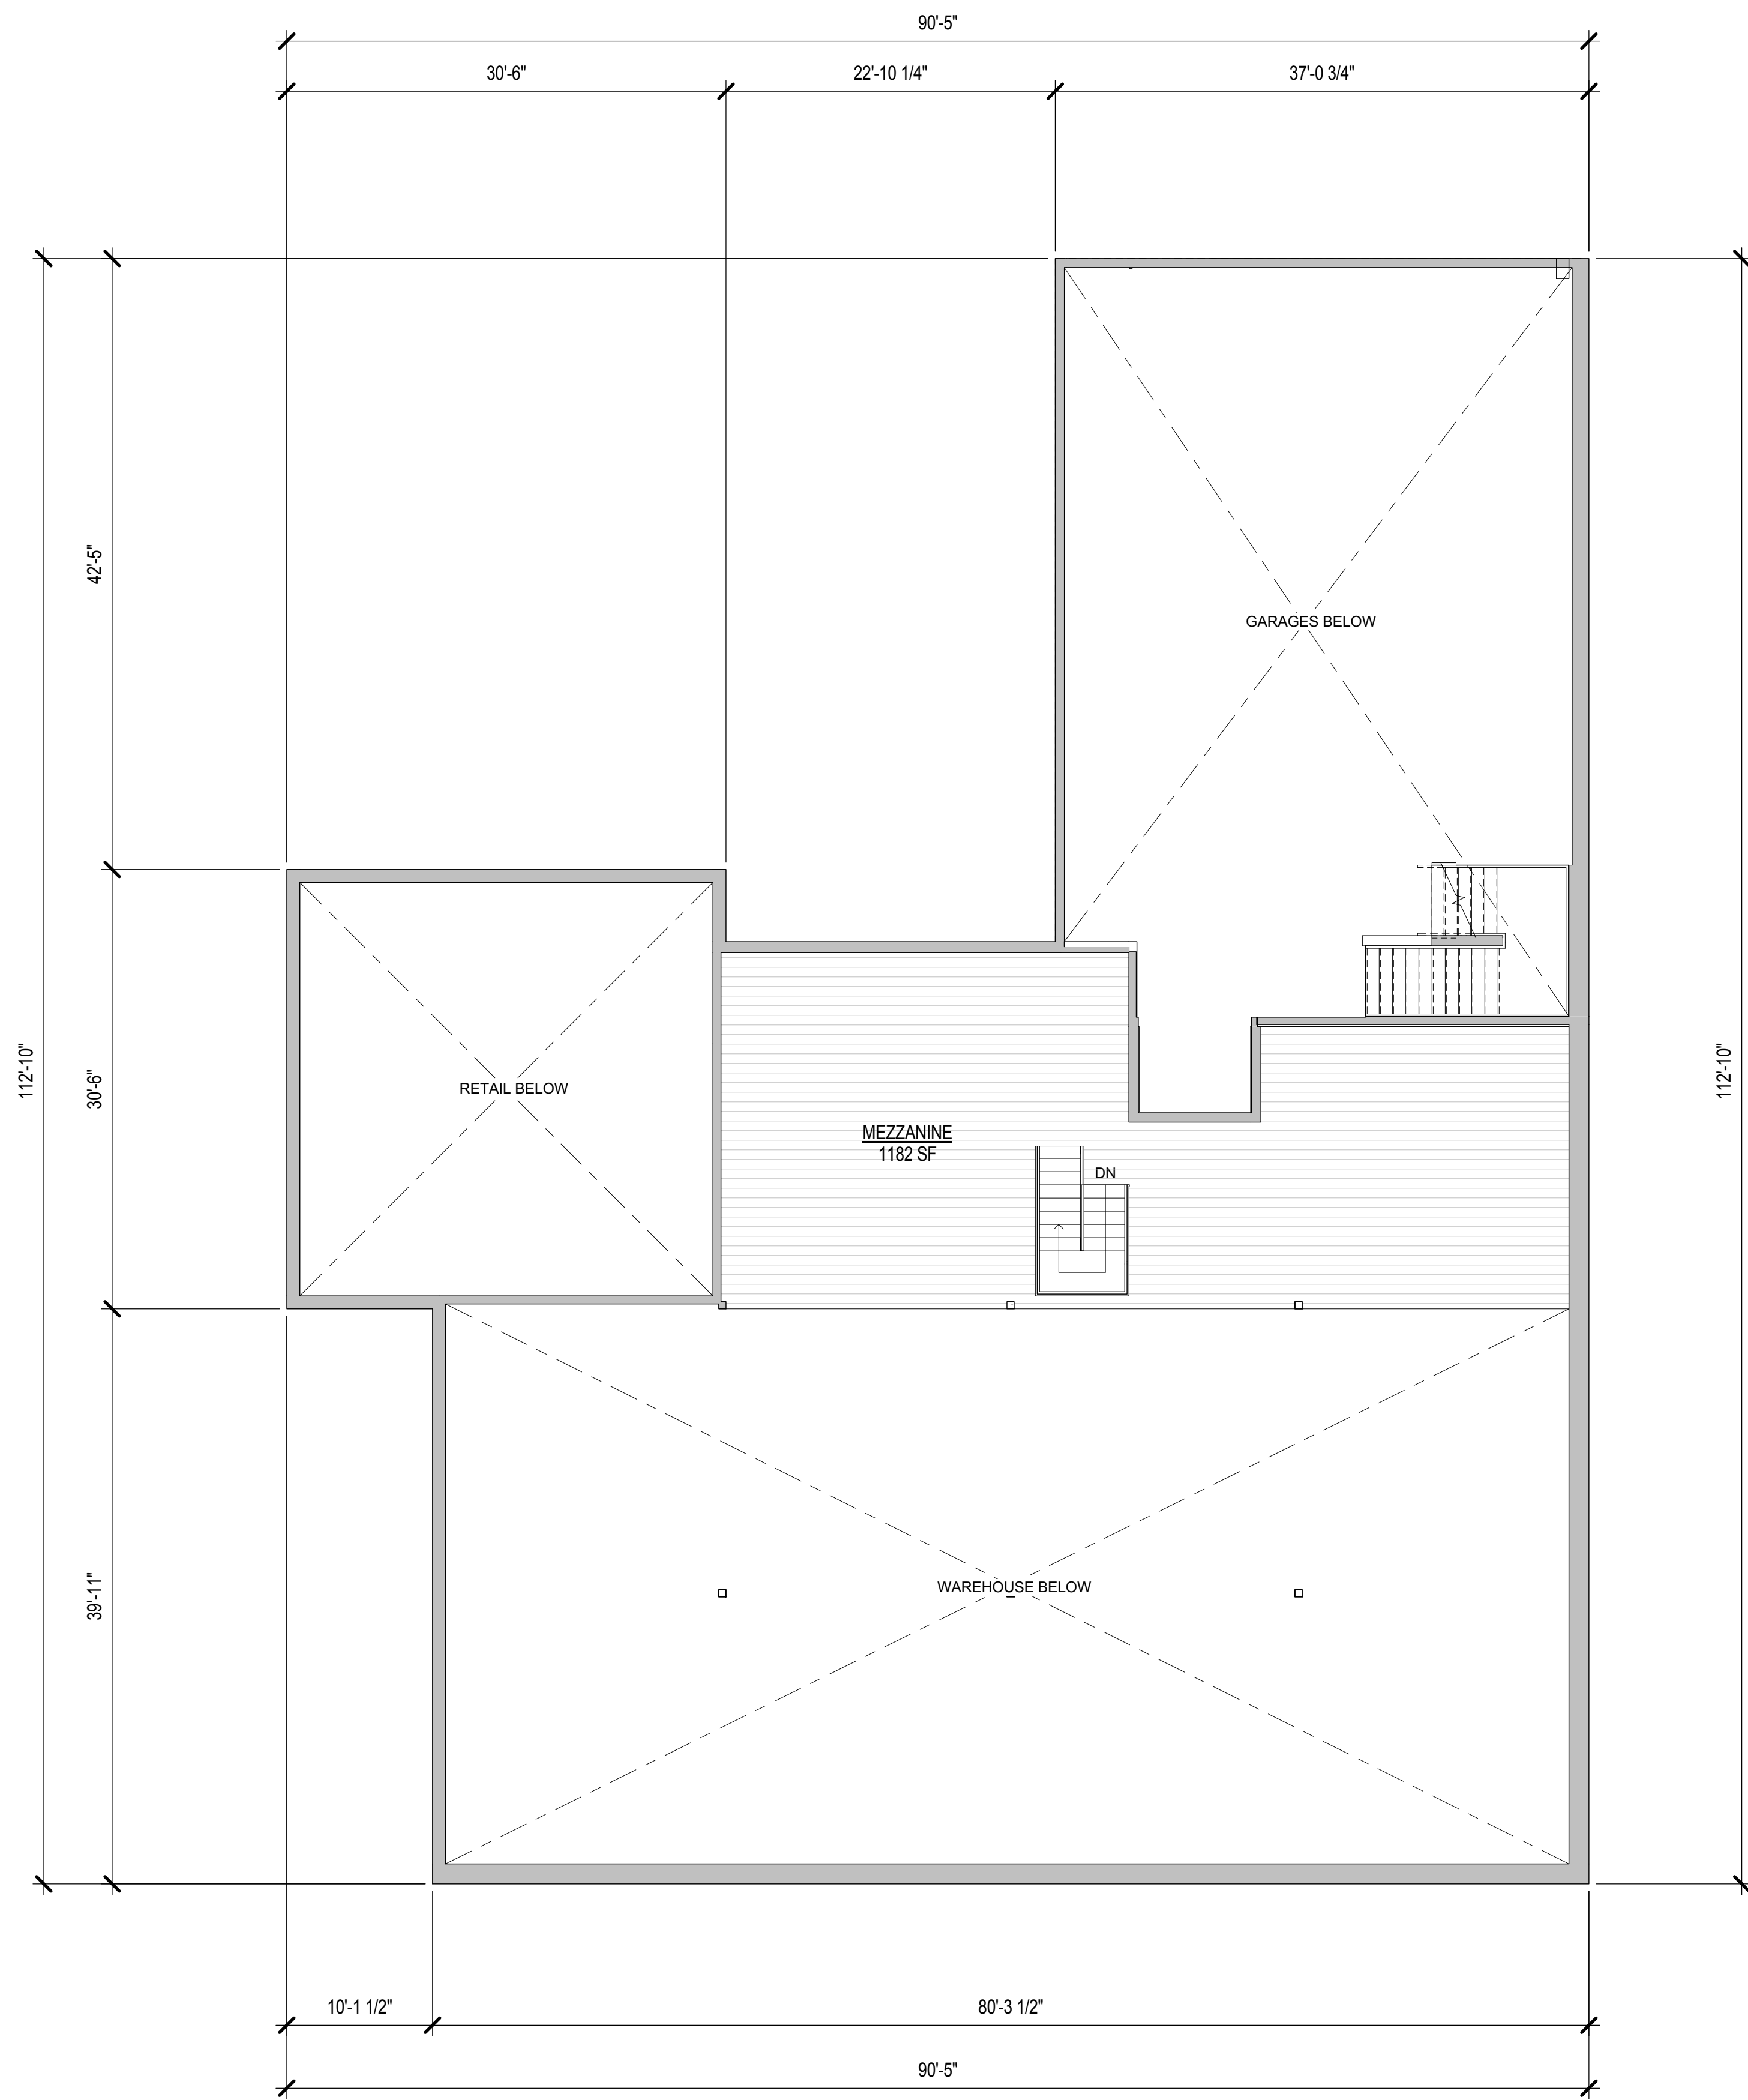 90'-5"
30'-6"
22'-10 1/4"
37'-0 3/4"
42'-5"
GARAGES BELOW
112'-10"
30'-6"
112'-10"
RETAIL BELOW
MEZZANINE
1182 SF
DN
39'-11"
WAREHOUSE BELOW
10'-1 1/2"
80'-3 1/2"
90'-5"